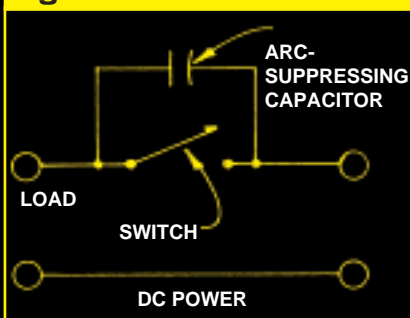 ARC-
SUPPRESSING
CAPACITOR
LOAD
SWITCH
DC POWER